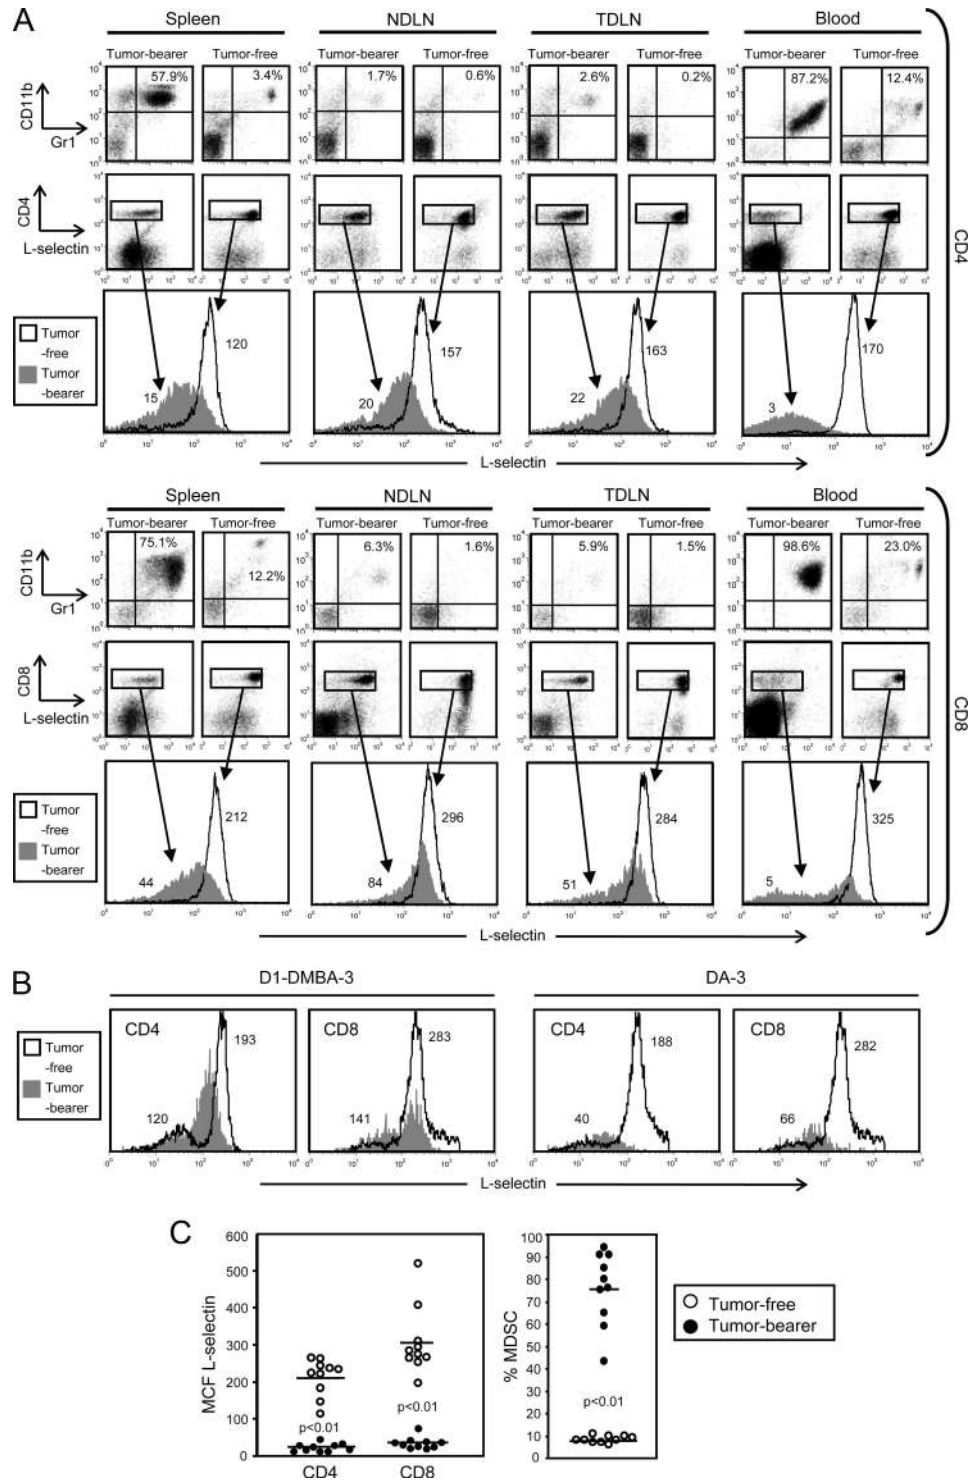 A
Spleen NDLN TDLN Blood
Tumor-bearer Tumor-free Tumor-bearer Tumor-free Tumor-bearer Tumor-free Tumor-bearer Tumor-free
CD11b
Gr1
57.9% 3.4% 1.7% 0.6% 2.6% 0.2% 87.2% 12.4%
CD4
L-selectin
CD4
Tumor
-free
Tumor
-bearer
120 157 163 170
15 20 22 3
L-selectin
Spleen NDLN TDLN Blood
Tumor-bearer Tumor-free Tumor-bearer Tumor-free Tumor-bearer Tumor-free Tumor-bearer Tumor-free
CD11b
Gr1
75.1% 12.2% 6.3% 1.6% 5.9% 1.5% 98.6% 23.0%
CD8
L-selectin
CD8
Tumor
-free
Tumor
-bearer
212 296 284 325
44 84 51 5
L-selectin
B
D1-DMBA-3 DA-3
Tumor
-free
Tumor
-bearer
CD4 CD8 CD4 CD8
193 283 188 282
120 141 40 66
L-selectin
C
MCF L-selectin
600
500
400
300
200
100
0
p<0.01 p<0.01
CD4 CD8
% MDSC
100
90
80
70
60
50
40
30
20
10
0
p<0.01
Tumor-free
Tumor-bearer